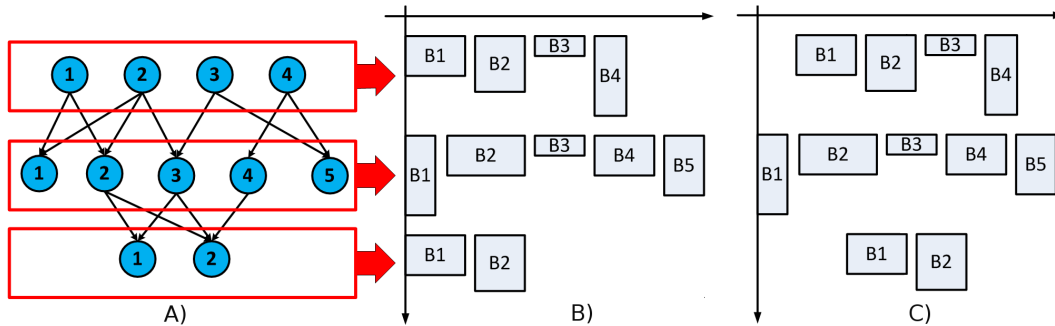 1 2 3 4
1 2 3 4 5
1 2
A)
B1 B2 B3 B4
B1 B2 B3 B4 B5
B1 B2
B)
B1 B2 B3 B4
B1 B2 B3 B4 B5
B1 B2
C)